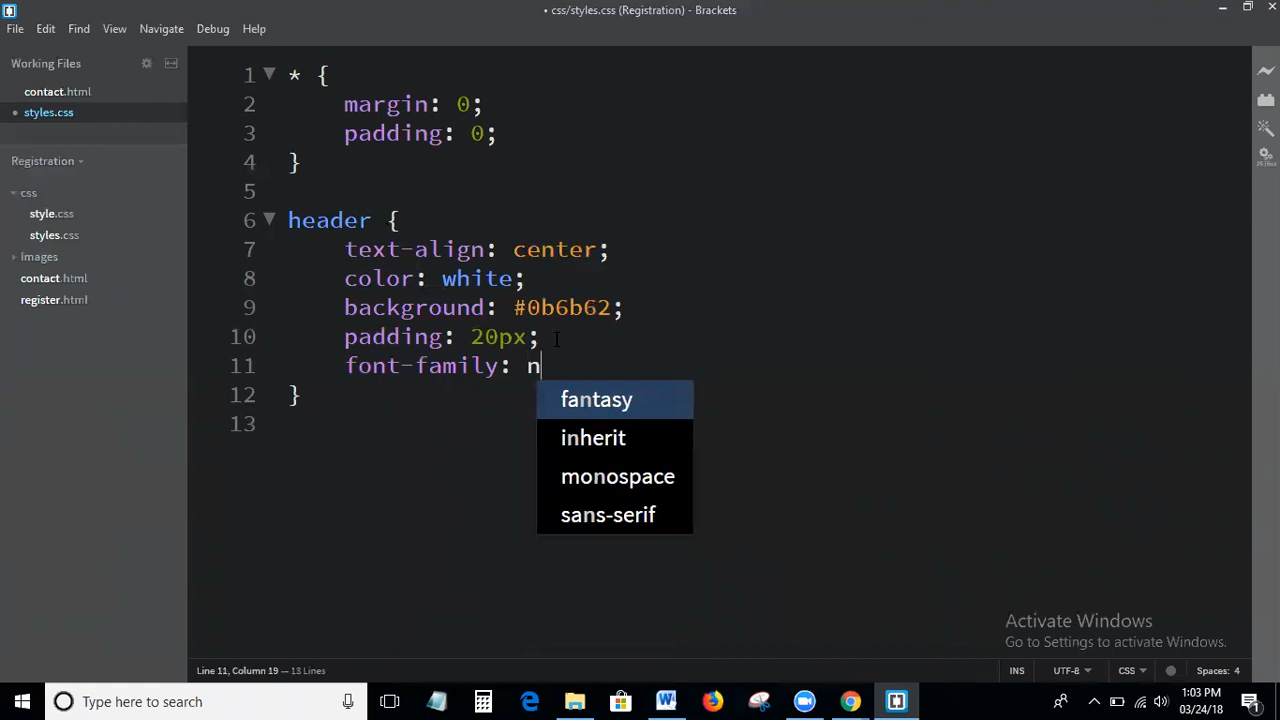 • css/styles.css (Registration) - Brackets
File Edit Find View Navigate Debug Help
Working Files
contact.html
• styles.css
Registration
css
style.css
styles.css
Images
contact.html
register.html
1 * {
2 margin: 0;
3 padding: 0;
4 }
5
6 header {
7 text-align: center;
8 color: white;
9 background: #0b6b62;
10 padding: 20px;
11 font-family: n
12 }
13
fantasy
inherit
monospace
sans-serif
Activate Windows
Go to Settings to activate Windows.
Line 11, Column 19 — 13 Lines
INS UTF-8 CSS Spaces: 4
Type here to search
1:03 PM
03/24/18